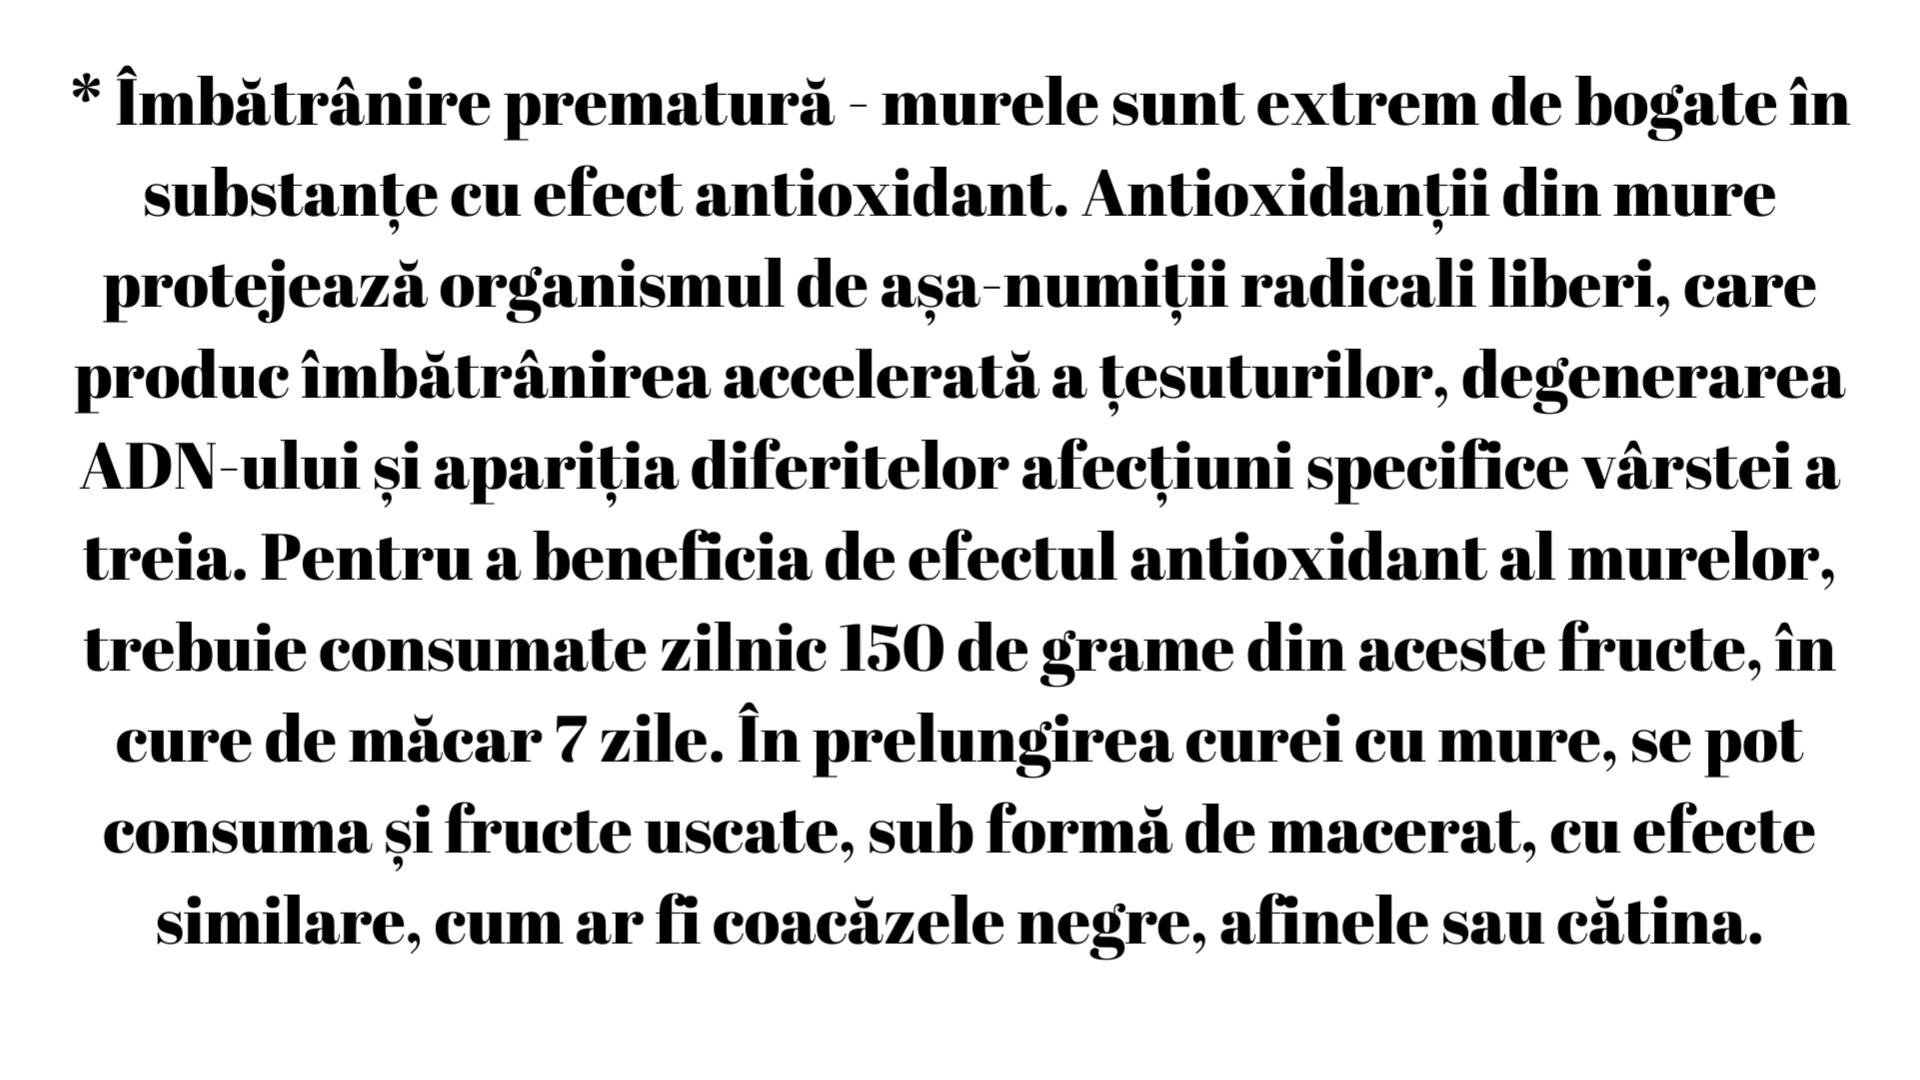 * Îmbătrânire prematură - murele sunt extrem de bogate în
substanțe cu efect antioxidant. Antioxidanții din mure
protejează organismul de așa-numiții radicali liberi, care
produc îmbătrânirea accelerată a țesuturilor, degenerarea
ADN-ului și apariția diferitelor afecțiuni specifice vârstei a
treia. Pentru a beneficia de efectul antioxidant al murelor,
trebuie consumate zilnic 150 de grame din aceste fructe, în
cure de măcar 7 zile. În prelungirea curei cu mure, se pot
consuma și fructe uscate, sub formă de macerat, cu efecte
similare, cum ar fi coacăzele negre, afinele sau cătina.